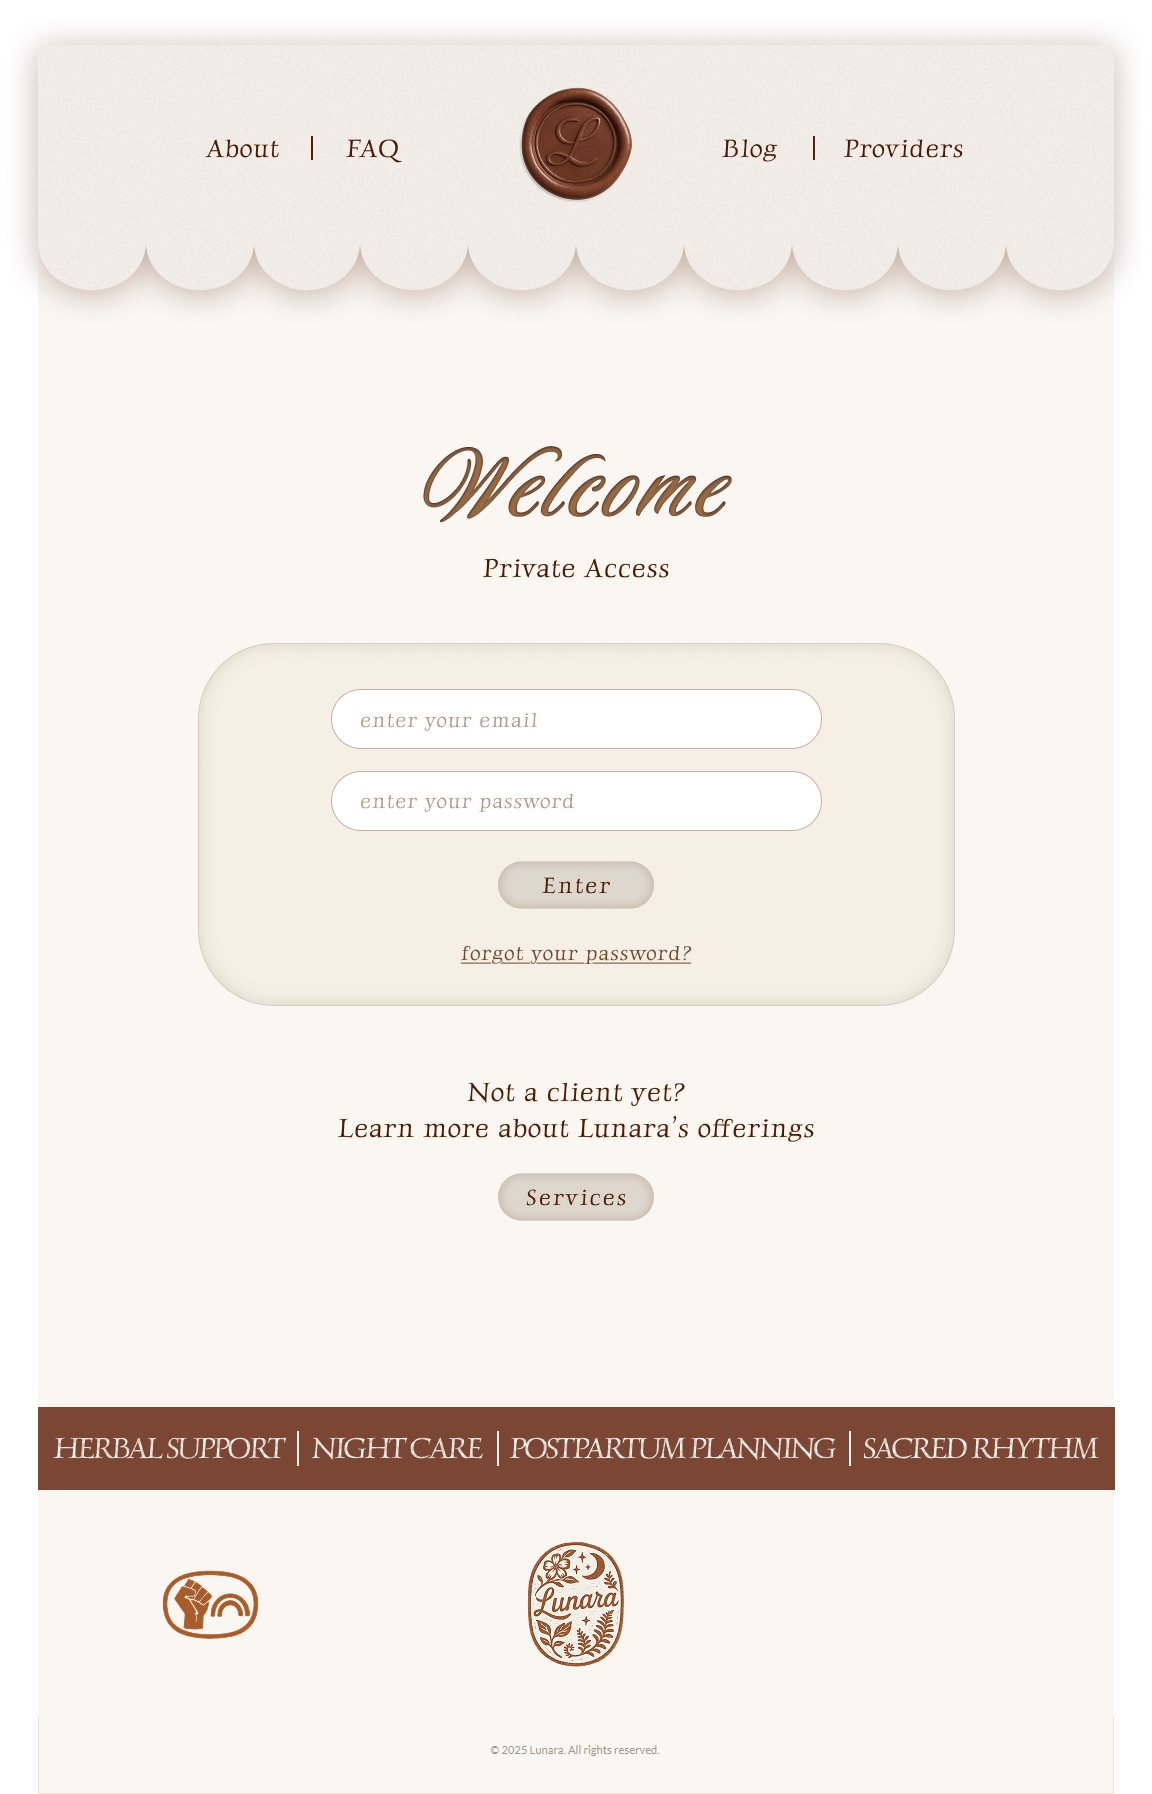 About | FAQ
L
Blog | Providers
Welcome
Private Access
enter your email
enter your password
Enter
forgot your password?
Not a client yet?
Learn more about Lunara’s offerings
Services
HERBAL SUPPORT | NIGHT CARE | POSTPARTUM PLANNING | SACRED RHYTHM
Lunara
© 2025 Lunara. All rights reserved.